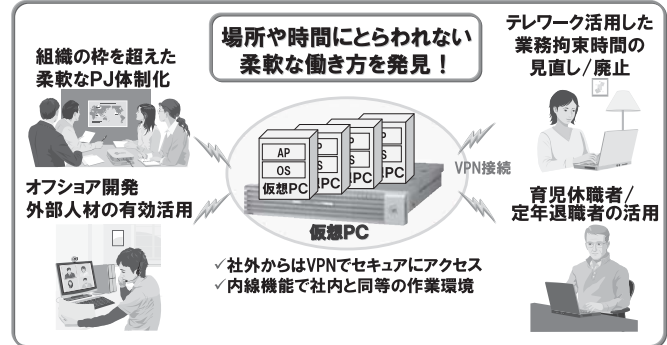 場所や時間にとらわれない
柔軟な働き方を発見！
組織の枠を超えた
柔軟なPJ体制化
テレワーク活用した
業務拘束時間の
見直し/廃止
AP
OS
仮想PC
仮想PC
VPN接続
オフショア開発
外部人材の有効活用
育児休職者/
定年退職者の活用
✓社外からはVPNでセキュアにアクセス
✓内線機能で社内と同等の作業環境